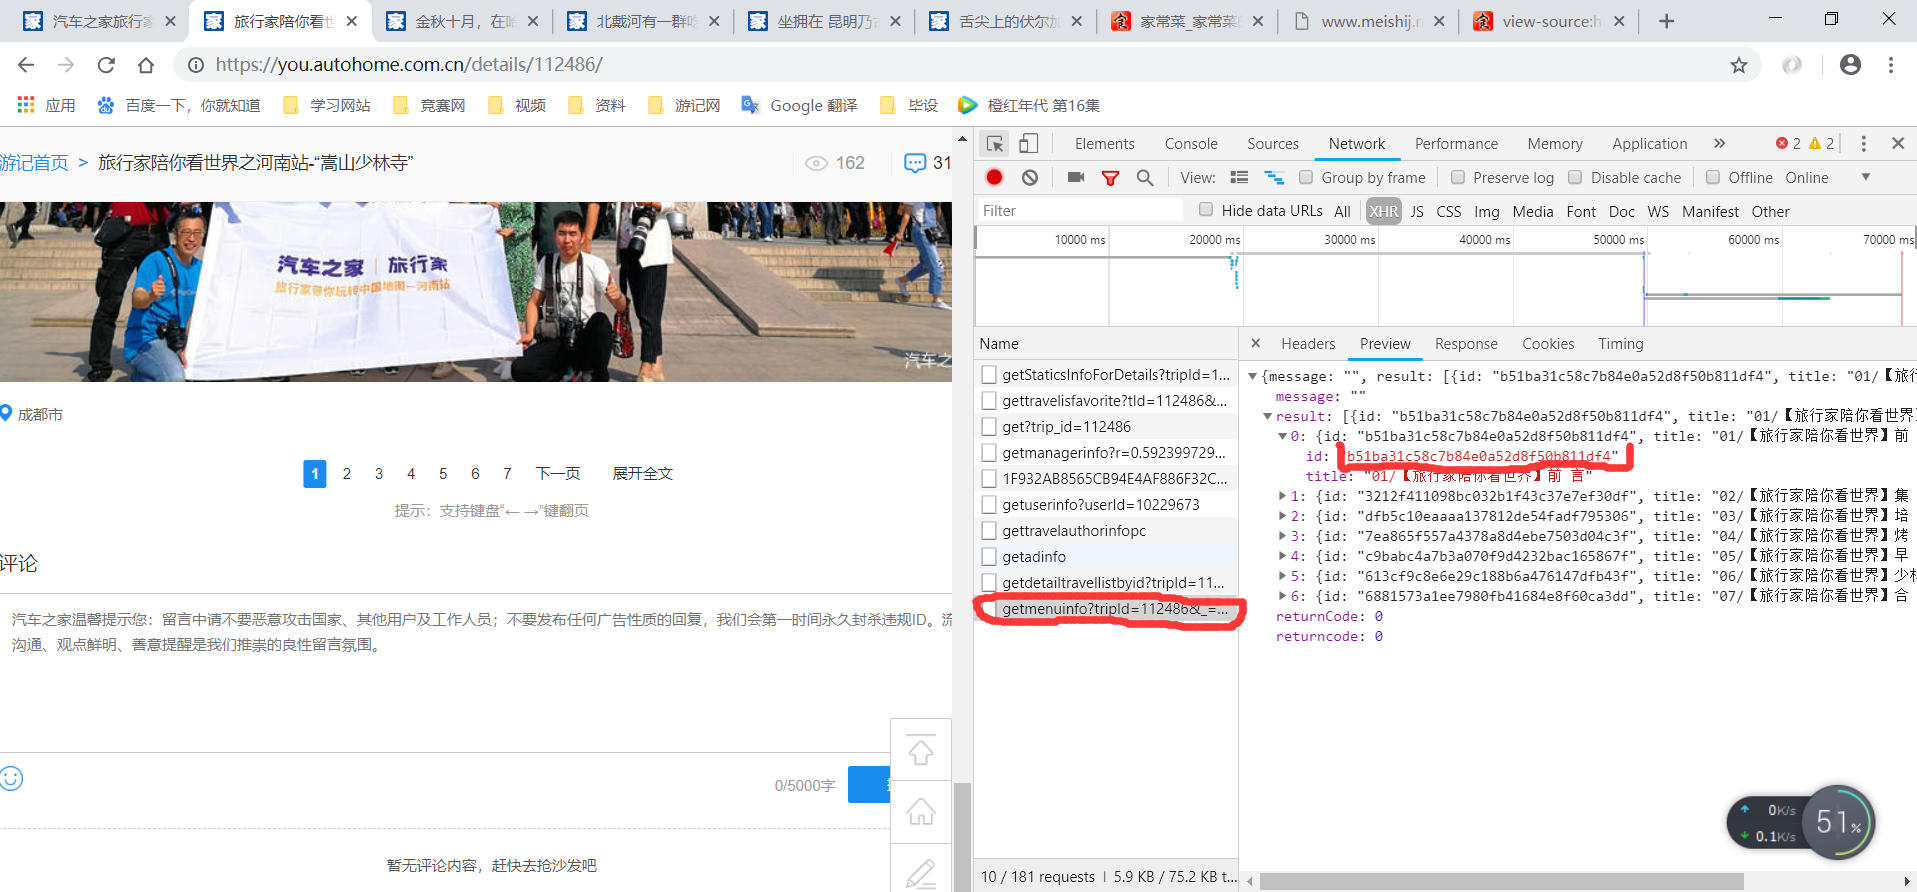 汽车之家旅行家
旅行家陪你看世
金秋十月，在哈
北戴河有一群
坐拥在 昆明乃
舌尖上的伏尔加
家常菜_家常菜
www.meishij.n
view-source:h
https://you.autohome.com.cn/details/112486/
应用
百度一下，你就知道
学习网站
竞赛网
视频
资料
游记网
Google 翻译
毕设
橙红年代 第16集
游记首页 > 旅行家陪你看世界之河南站-“嵩山少林寺”
162
31
汽车之家 | 旅行家
旅行家带你玩转中国地图—河南站
汽车之
成都市
1 2 3 4 5 6 7 下一页 展开全文
提示：支持键盘“← →”键翻页
评论
汽车之家温馨提示您：留言中请不要恶意攻击国家、其他用户及工作人员；不要发布任何广告性质的回复，我们会第一时间永久封杀违规ID。流
沟通、观点鲜明、善意提醒是我们推崇的良性留言氛围。
0/5000字
暂无评论内容，赶快去抢沙发吧
Elements Console Sources Network Performance Memory Application » 2 2
View: Group by frame Preserve log Disable cache Offline Online
Filter Hide data URLs All XHR JS CSS Img Media Font Doc WS Manifest Other
10000 ms 20000 ms 30000 ms 40000 ms 50000 ms 60000 ms 70000 ms
Name
getStaticsInfoForDetails?tripId=1...
gettravelisfavorite?tId=112486&...
get?trip_id=112486
getmanagerinfo?r=0.592399729...
1F932AB8565CB94E4AF886F32C...
getuserinfo?userId=10229673
gettravelauthorinfopc
getadinfo
getdetailtravellistbyid?tripId=11...
getmenuinfo?tripId=112486&_=...
10 / 181 requests | 5.9 KB / 75.2 KB t...
Headers Preview Response Cookies Timing
{message: "", result: [{id: "b51ba31c58c7b84e0a52d8f50b811df4", title: "01/【旅行
message: ""
result: [{id: "b51ba31c58c7b84e0a52d8f50b811df4", title: "01/【旅行家陪你看世界
0: {id: "b51ba31c58c7b84e0a52d8f50b811df4", title: "01/【旅行家陪你看世界】前
id: "b51ba31c58c7b84e0a52d8f50b811df4"
title: "01/【旅行家陪你看世界】前 言"
1: {id: "3212f411098bc032b1f43c37e7ef30df", title: "02/【旅行家陪你看世界】集
2: {id: "dfb5c10eaaaa137812de54fadf795306", title: "03/【旅行家陪你看世界】培
3: {id: "7ea865f557a4378a8d4ebe7503d04c3f", title: "04/【旅行家陪你看世界】烤
4: {id: "c9babc4a7b3a070f9d4232bac165867f", title: "05/【旅行家陪你看世界】早
5: {id: "613cf9c8e6e29c188b6a476147dfb43f", title: "06/【旅行家陪你看世界】少林
6: {id: "6881573a1ee7980fb41684e8f60ca3dd", title: "07/【旅行家陪你看世界】合
returnCode: 0
returncode: 0
0K/s
0.1K/s
51%